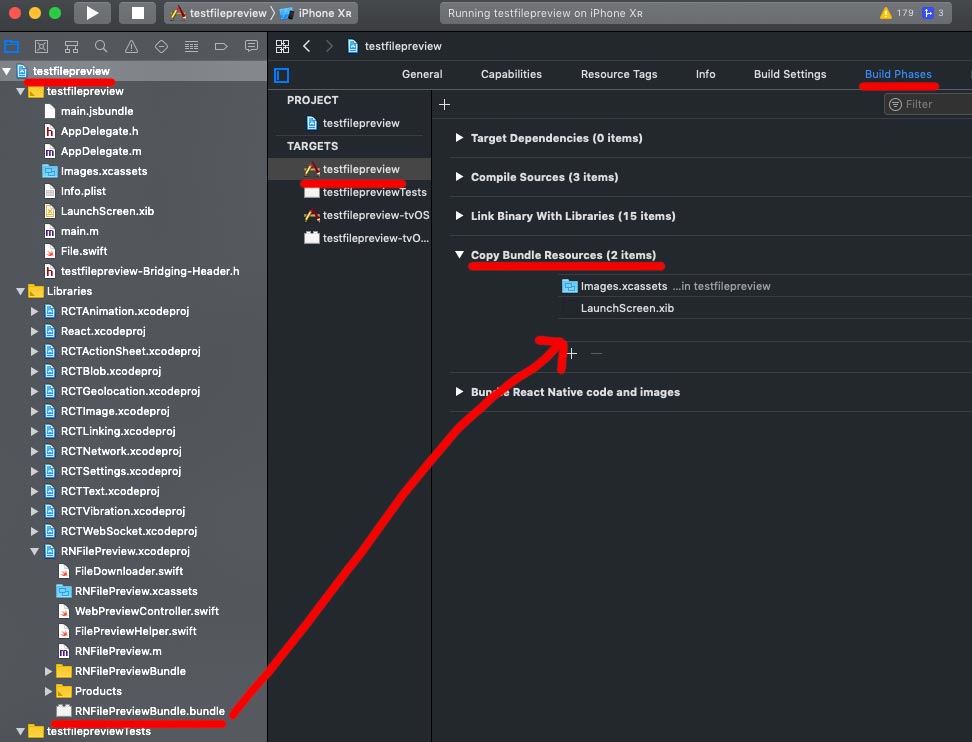 testfilepreview iPhone XR
Running testfilepreview on iPhone XR
179 3
testfilepreview
testfilepreview
main.jsbundle
AppDelegate.h
AppDelegate.m
Images.xcassets
Info.plist
LaunchScreen.xib
main.m
File.swift
testfilepreview-Bridging-Header.h
Libraries
RCTAnimation.xcodeproj
React.xcodeproj
RCTActionSheet.xcodeproj
RCTBlob.xcodeproj
RCTGeolocation.xcodeproj
RCTImage.xcodeproj
RCTLinking.xcodeproj
RCTNetwork.xcodeproj
RCTSettings.xcodeproj
RCTText.xcodeproj
RCTVibration.xcodeproj
RCTWebSocket.xcodeproj
RNFilePreview.xcodeproj
FileDownloader.swift
RNFilePreview.xcassets
WebPreviewController.swift
FilePreviewHelper.swift
RNFilePreview.m
RNFilePreviewBundle
Products
RNFilePreviewBundle.bundle
testfilepreviewTests
testfilepreview
General Capabilities Resource Tags Info Build Settings Build Phases
PROJECT
testfilepreview
TARGETS
testfilepreview
testfilepreviewTests
testfilepreview-tvOS
testfilepreview-tvO...
Filter
Target Dependencies (0 items)
Compile Sources (3 items)
Link Binary With Libraries (15 items)
Copy Bundle Resources (2 items)
Images.xcassets ...in testfilepreview
LaunchScreen.xib
Bundle React Native code and images